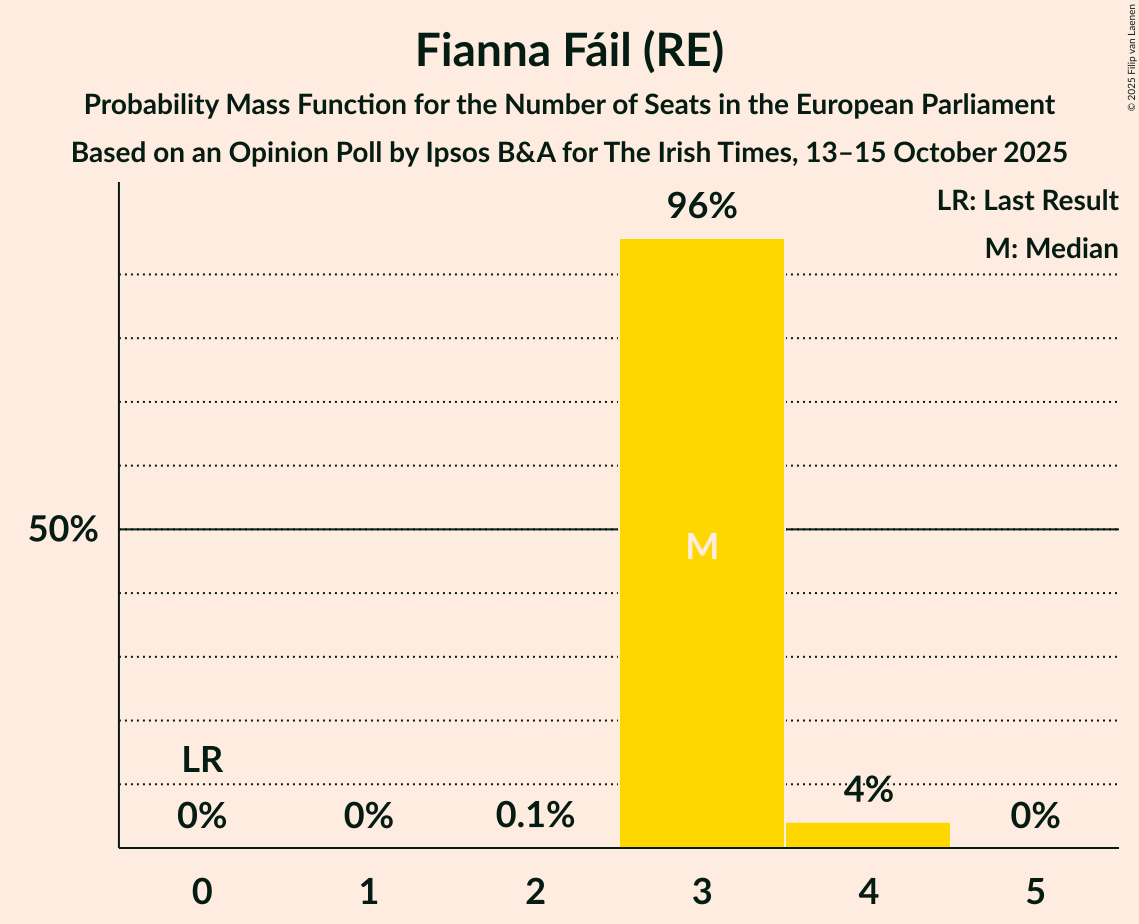 Fianna Fáil (RE)
Probability Mass Function for the Number of Seats in the European Parliament
Based on an Opinion Poll by Ipsos B&A for The Irish Times, 13–15 October 2025
© 2025 Filip van Laenen
LR: Last Result
M: Median
96%
50%
M
LR
0%
0%
0.1%
4%
0%
0
1
2
3
4
5